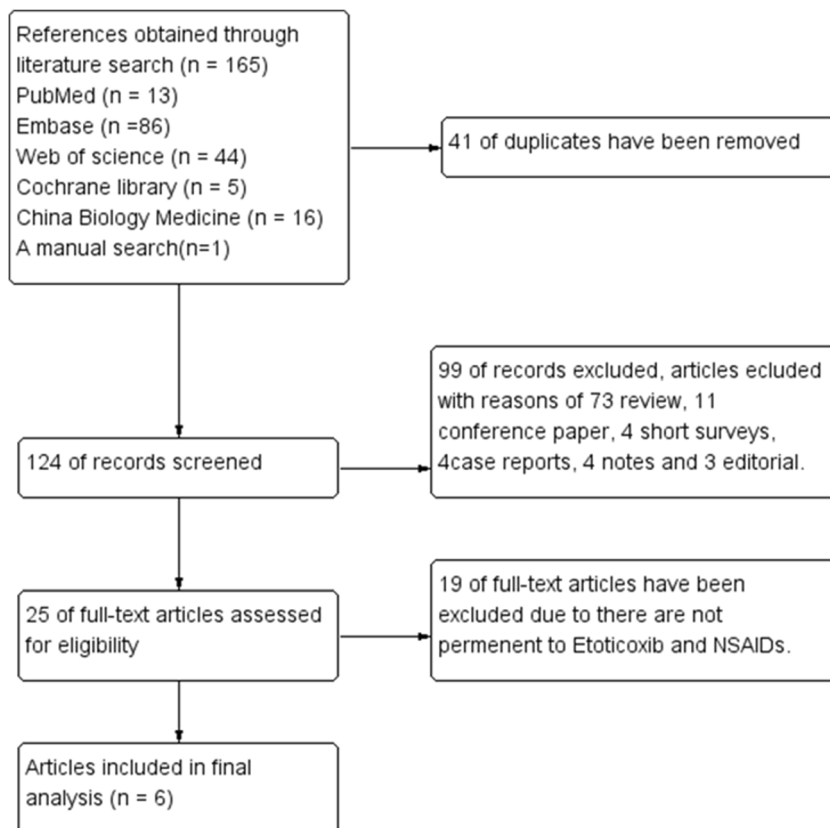 References obtained through
literature search (n = 165)
PubMed (n = 13)
Embase (n =86)
Web of science (n = 44)
Cochrane library (n = 5)
China Biology Medicine (n = 16)
A manual search(n=1)
41 of duplicates have been removed
124 of records screened
99 of records excluded, articles ecluded
with reasons of 73 review, 11
conference paper, 4 short surveys,
4case reports, 4 notes and 3 editorial.
25 of full-text articles assessed
for eligibility
19 of full-text articles have been
excluded due to there are not
permenent to Etoticoxib and NSAIDs.
Articles included in final
analysis (n = 6)